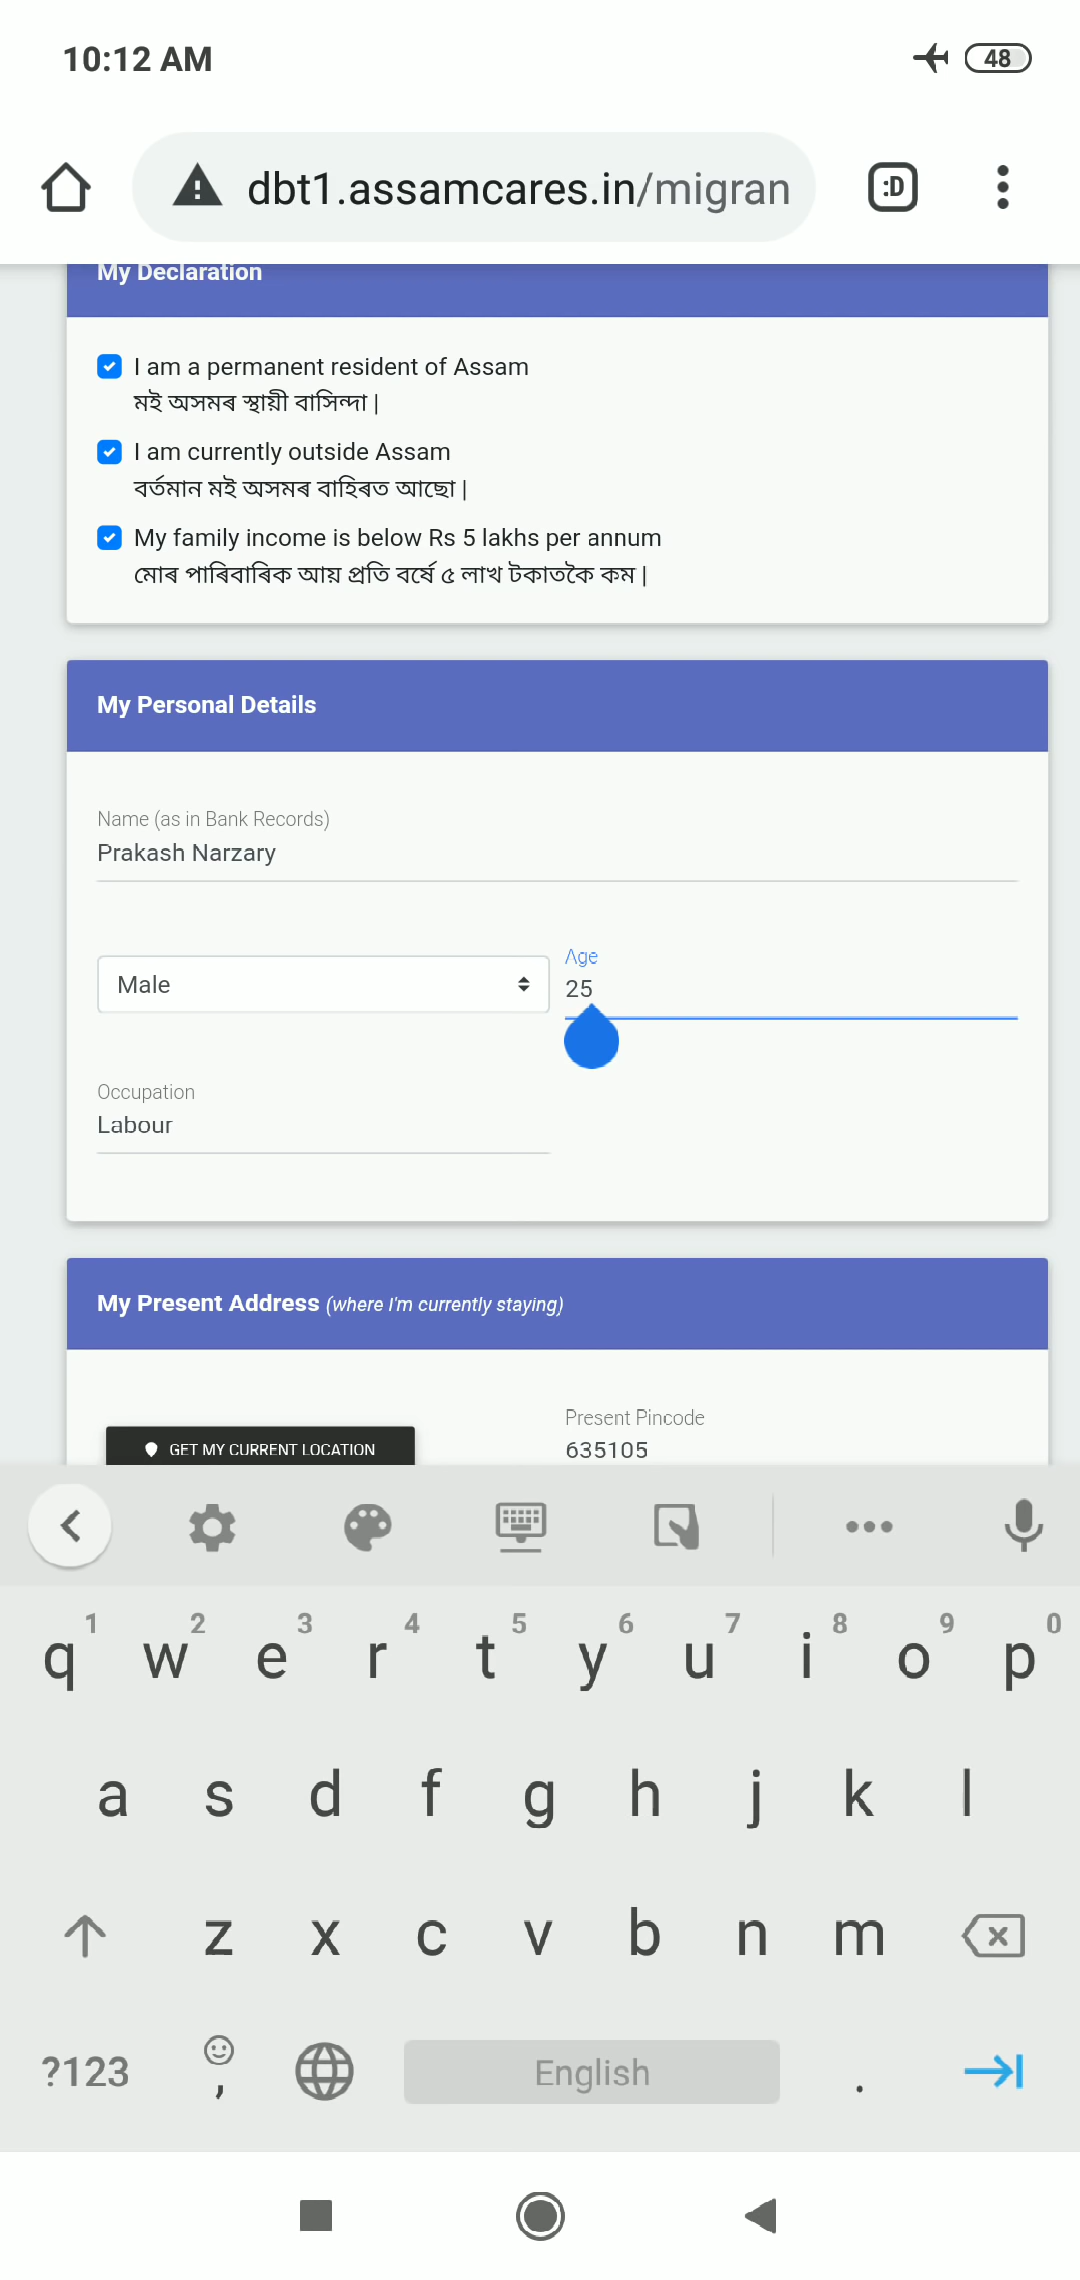 10:12 AM
48
dbt1.assamcares.in/migran
:D
My Declaration
I am a permanent resident of Assam
মই অসমৰ স্থায়ী বাসিন্দা |
I am currently outside Assam
বৰ্তমান মই অসমৰ বাহিৰত আছো |
My family income is below Rs 5 lakhs per annum
মোৰ পাৰিবাৰিক আয় প্ৰতি বৰ্ষে ৫ লাখ টকাতকৈ কম |
My Personal Details
Name (as in Bank Records)
Prakash Narzary
Male
Age
25
Occupation
Labour
My Present Address (where I'm currently staying)
Present Pincode
GET MY CURRENT LOCATION
635105
1 2 3 4 5 6 7 8 9 0
q w e r t y u i o p
a s d f g h j k l
z x c v b n m
?123 , English .